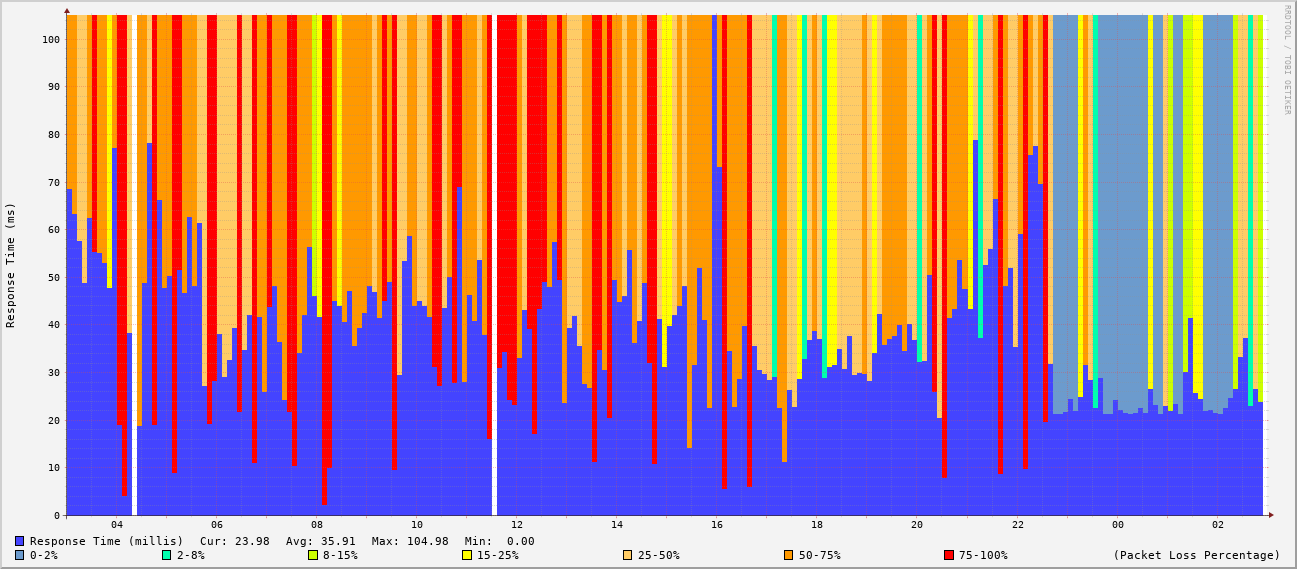 RRDTOOL / TOBI OETIKER
Response Time (ms)
100
90
80
70
60
50
40
30
20
10
0
04 06 08 10 12 14 16 18 20 22 00 02
Response Time (millis) Cur: 23.98 Avg: 35.91 Max: 104.98 Min: 0.00
0-2% 2-8% 8-15% 15-25% 25-50% 50-75% 75-100% (Packet Loss Percentage)